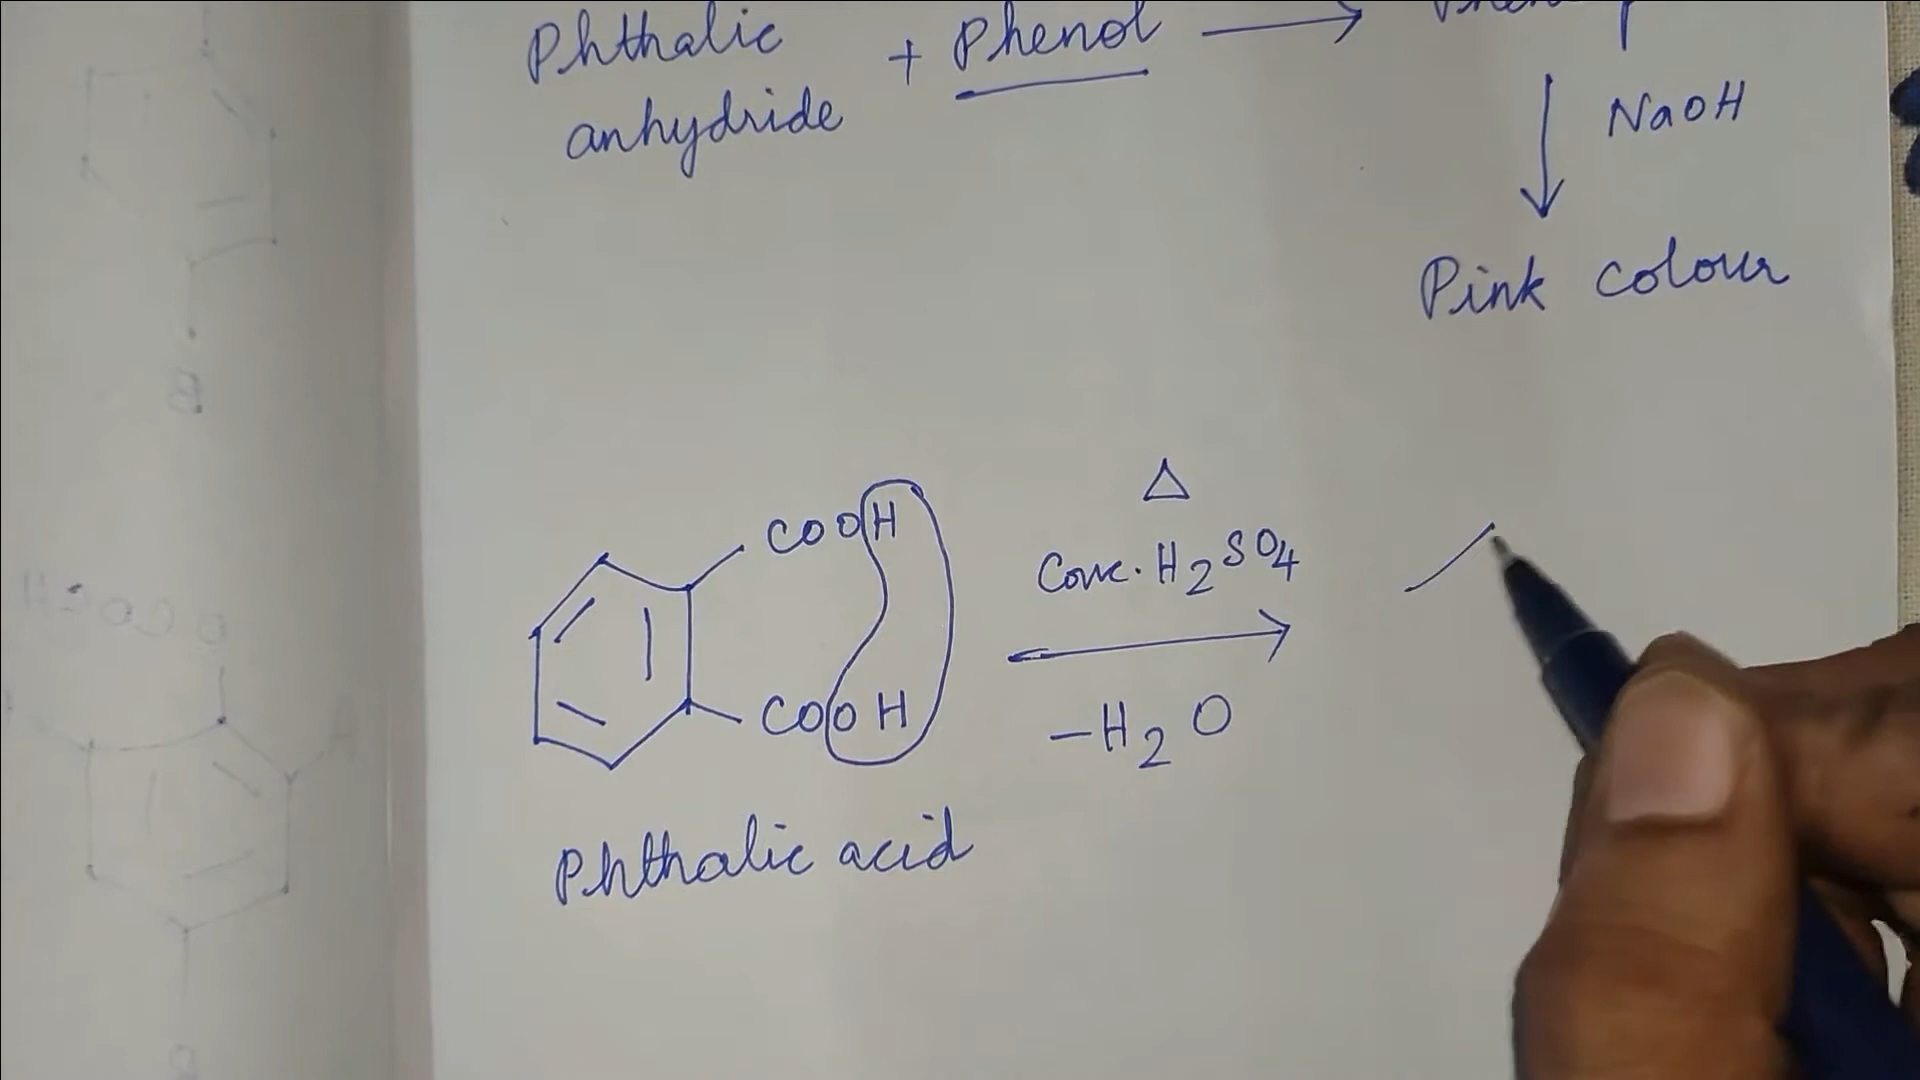 Phthalic + Phenol →
anhydride
NaOH
Pink colour
COOH
Δ
Conc. H2SO4
→
COOH
-H2O
Phthalic acid